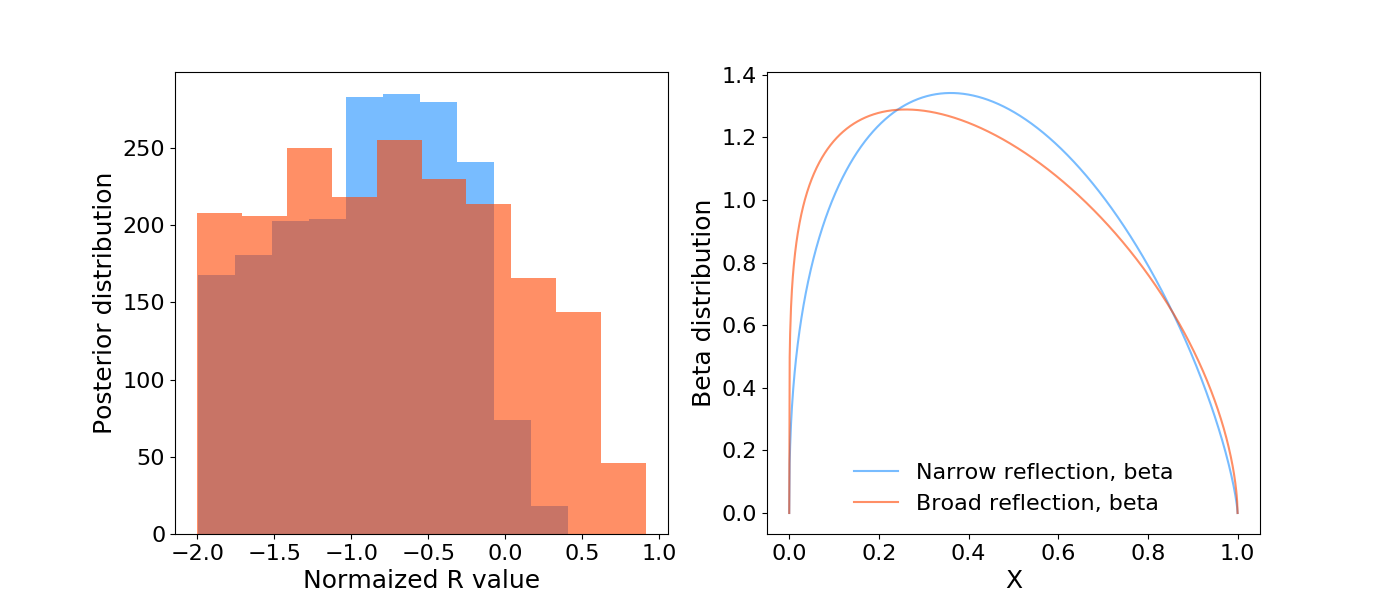 Posterior distribution
250
200
150
100
50
0
−2.0 −1.5 −1.0 −0.5 0.0 0.5 1.0
Normaized R value
Beta distribution
1.4
1.2
1.0
0.8
0.6
0.4
0.2
0.0
Narrow reflection, beta
Broad reflection, beta
0.0 0.2 0.4 0.6 0.8 1.0
X